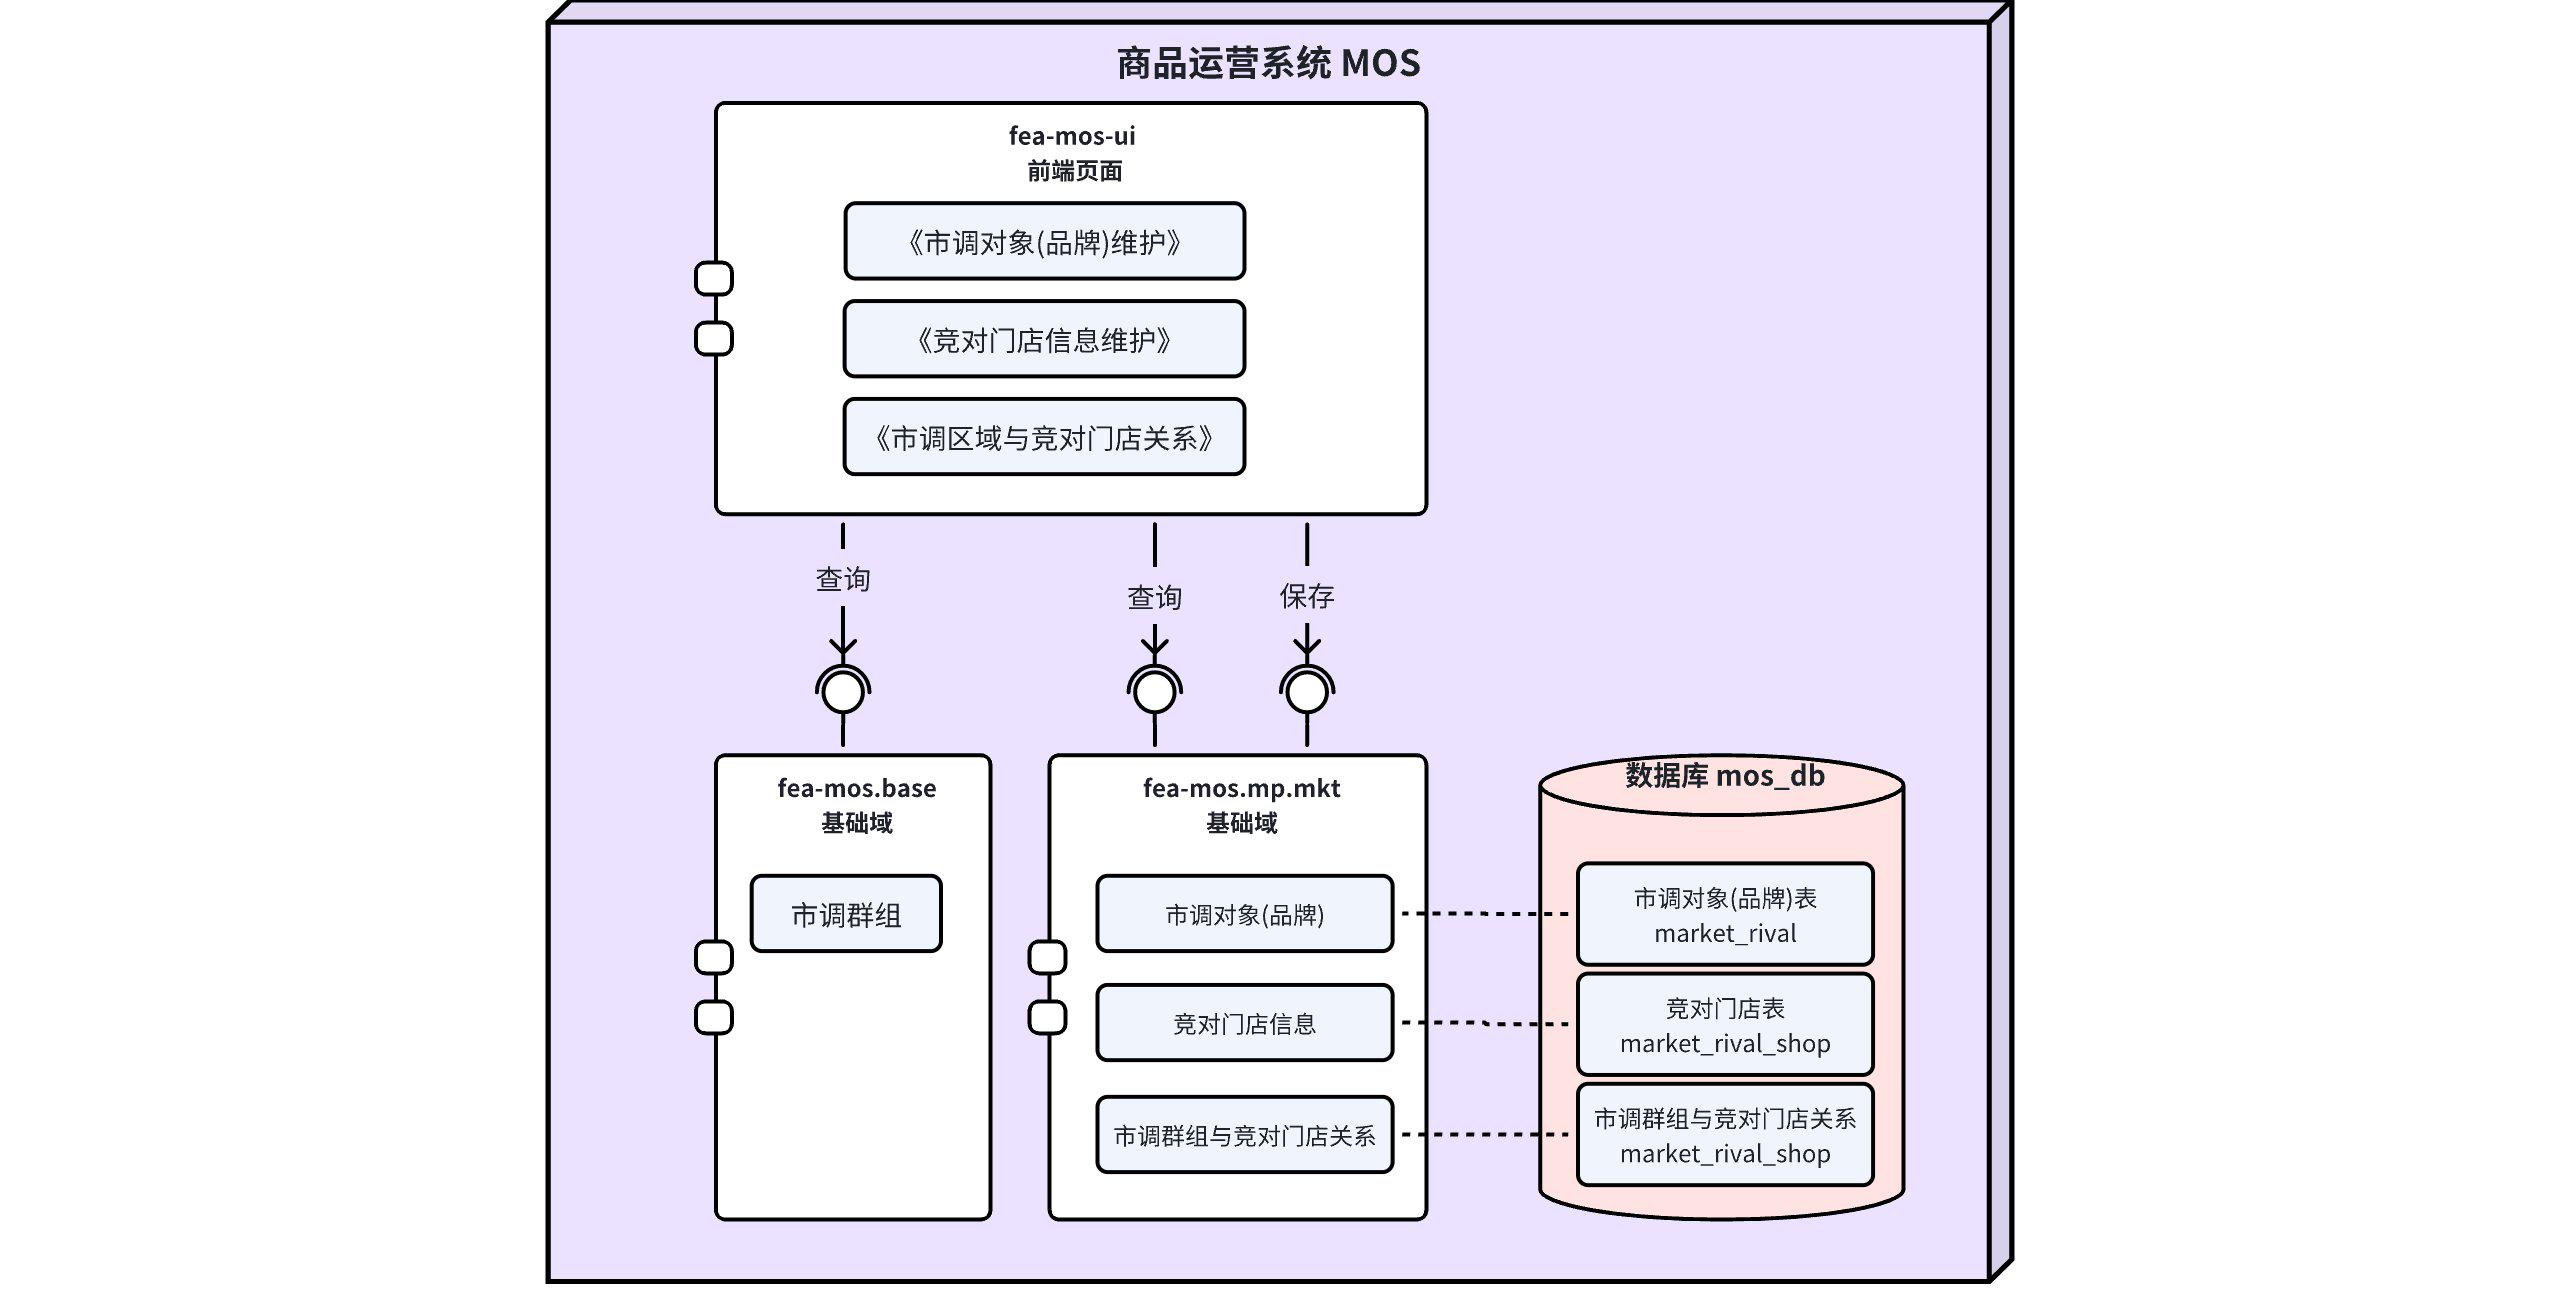 商品运营系统 MOS
fea-mos-ui
前端页面
《市调对象(品牌)维护》
《竞对门店信息维护》
《市调区域与竞对门店关系》
查询
查询
保存
fea-mos.base
基础域
市调群组
fea-mos.mp.mkt
基础域
市调对象(品牌)
竞对门店信息
市调群组与竞对门店关系
数据库 mos_db
市调对象(品牌)表
market_rival
竞对门店表
market_rival_shop
市调群组与竞对门店关系
market_rival_shop